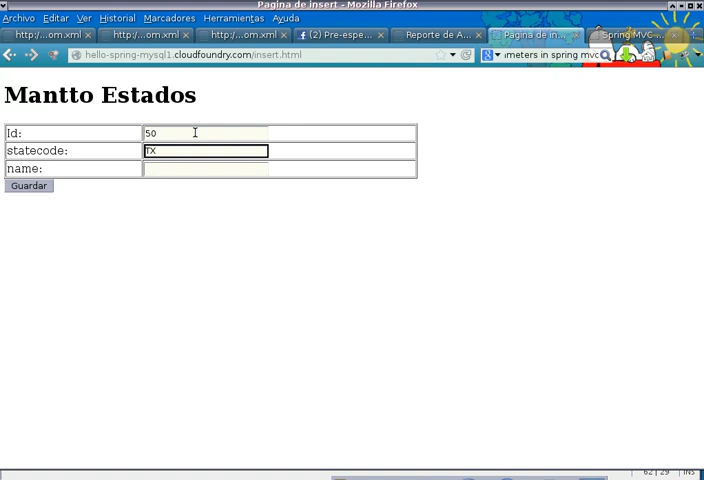 Pagina de insert - Mozilla Firefox
Archivo Editar Ver Historial Marcadores Herramientas Ayuda
http:/...om.xml http:/...om.xml http:/...om.xml (2) Pre-espe... Reporte de A... Página de in... Spring MVC-...
hello-spring-mysql1.cloudfoundry.com/insert.html imeters in spring mvc
Mantto Estados
Id: 50
statecode: TX
name:
Guardar
62 | 29 INS